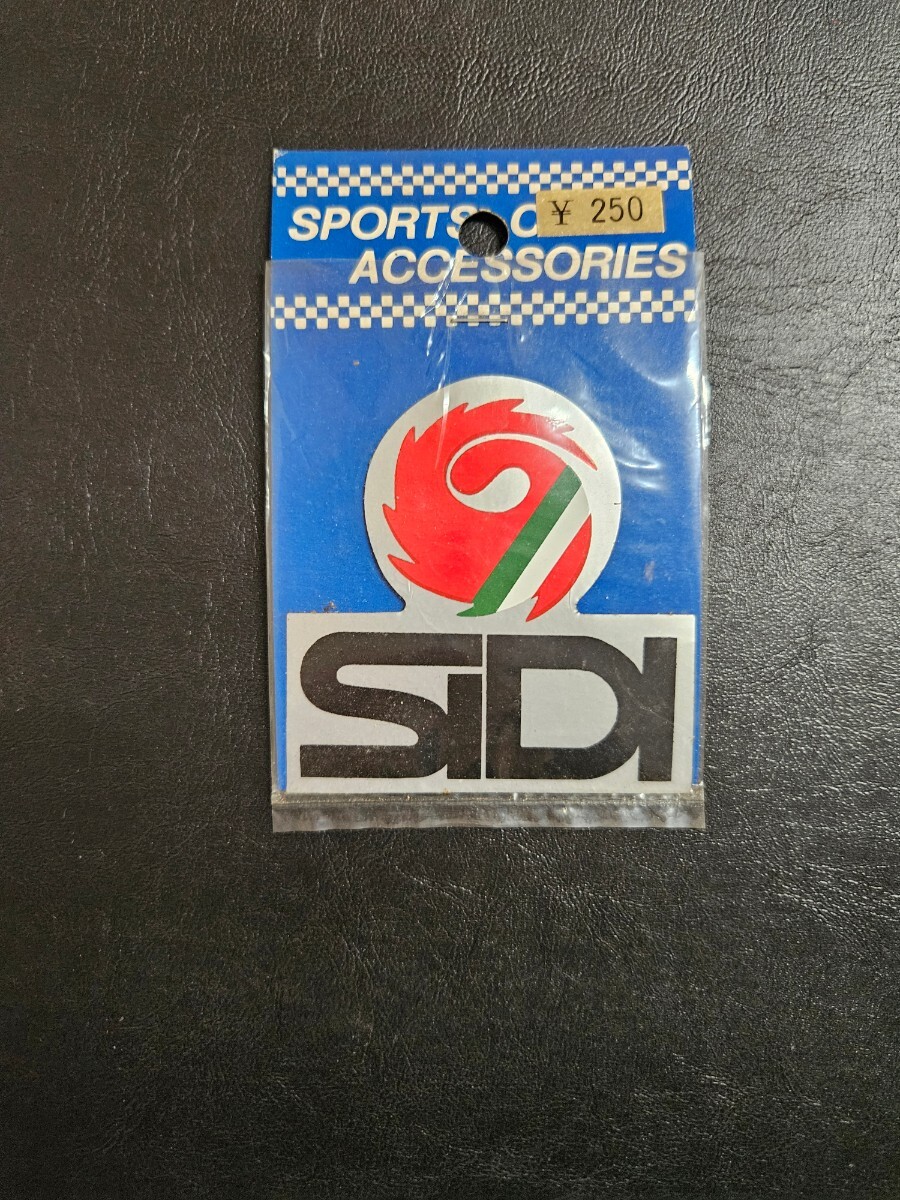 SPORTS
¥ 250
ACCESSORIES
SiDI